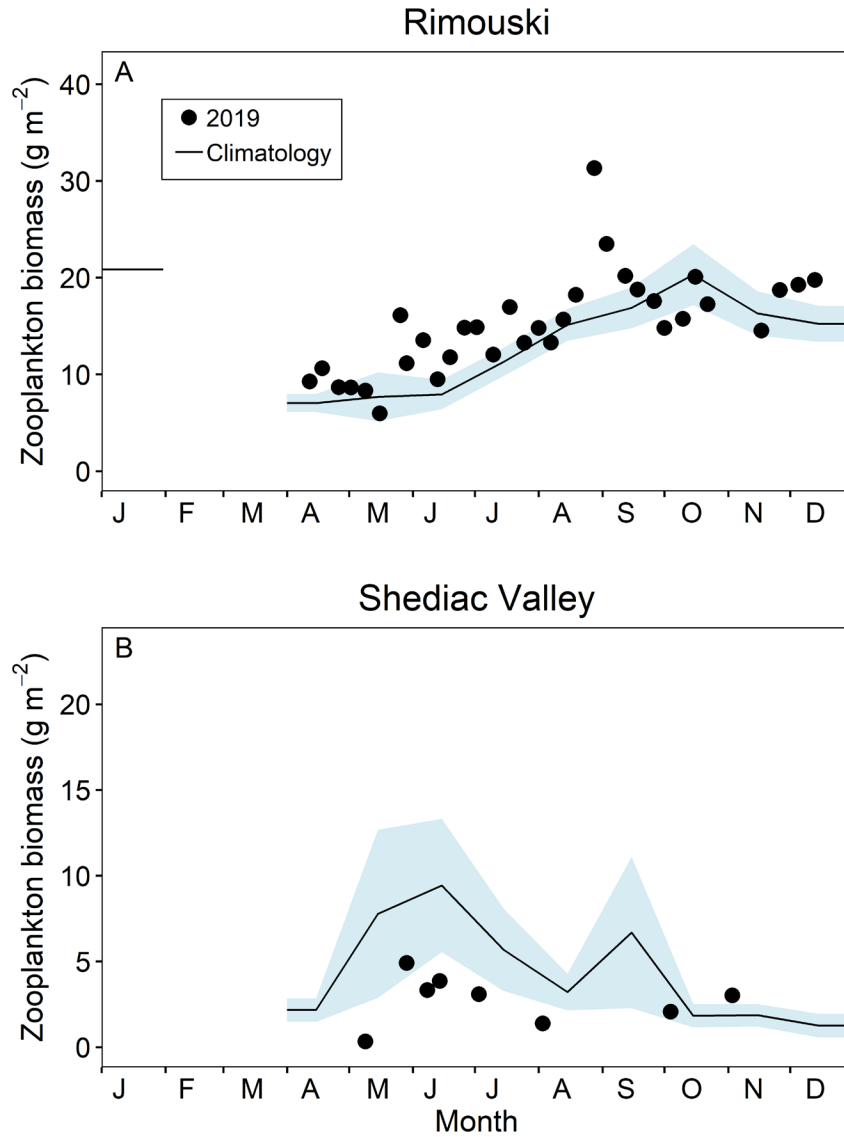 Rimouski
A
Zooplankton biomass (g m⁻²)
40
30
20
10
0
2019
Climatology
J F M A M J J A S O N D
Shediac Valley
B
Zooplankton biomass (g m⁻²)
20
15
10
5
0
J F M A M J J A S O N D
Month